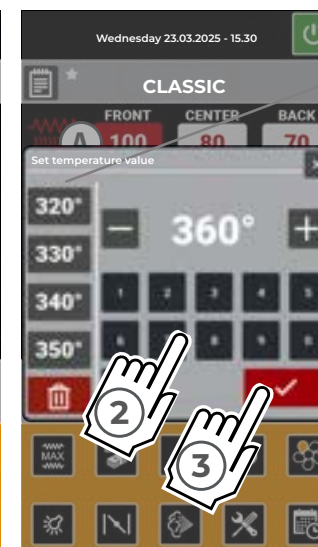 Wednesday 23.03.2025 - 15.30
CLASSIC
FRONT CENTER BACK
A 100 80 70
Set temperature value
320°
330°
340°
350°
360°
1 2 3 4 5
6 8 9 0
2
3
MAX